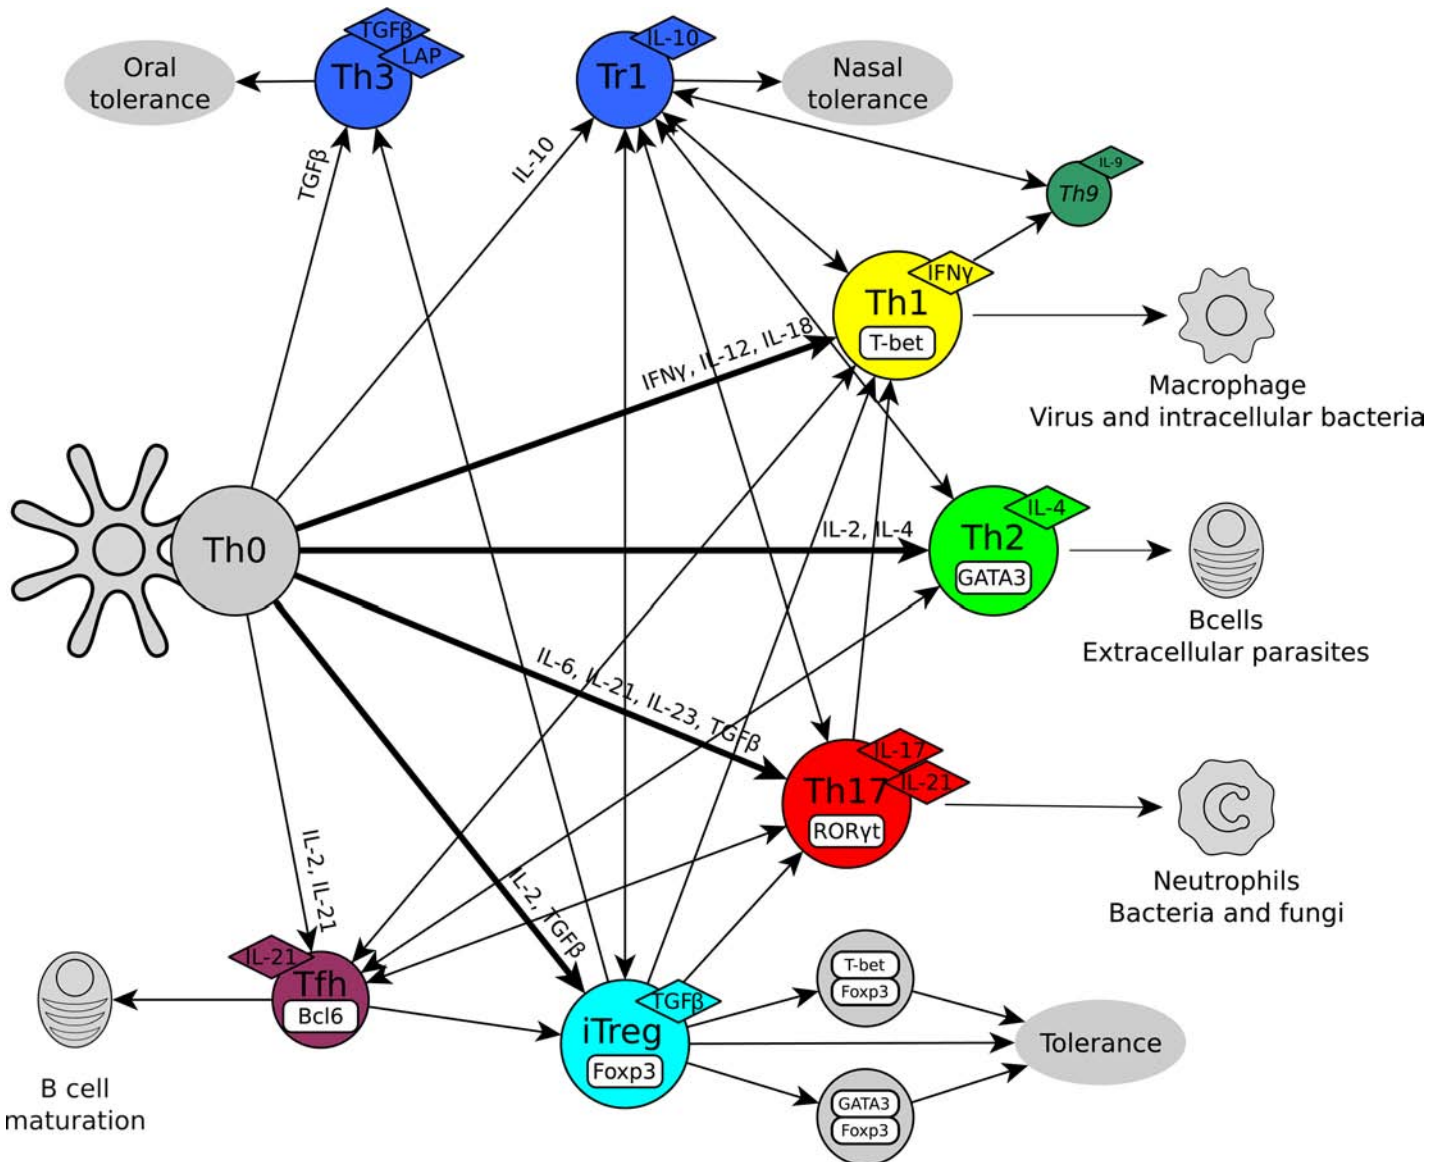 TGFβ
LAP
Th3
Oral
tolerance
IL-10
Tr1
Nasal
tolerance
TGFβ
IL-10
IL-9
Th9
IFNγ
Th1
T-bet
IFNγ, IL-12, IL-18
Macrophage
Virus and intracellular bacteria
Th0
IL-2, IL-4
IL-4
Th2
GATA3
Bcells
Extracellular parasites
IL-6, IL-21, IL-23, TGFβ
IL-17
IL-21
Th17
RORγt
Neutrophils
Bacteria and fungi
IL-2, IL-21
IL-2, TGFβ
IL-21
Tfh
Bcl6
B cell
maturation
TGFβ
iTreg
Foxp3
T-bet
Foxp3
Tolerance
GATA3
Foxp3